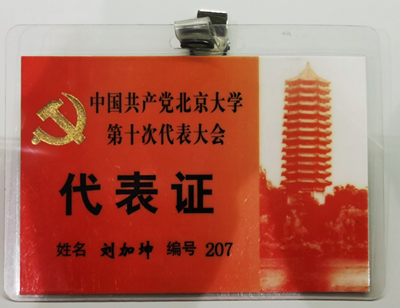 中国共产党北京大学
第十次代表大会
代表证
姓名 刘加坤 编号 207